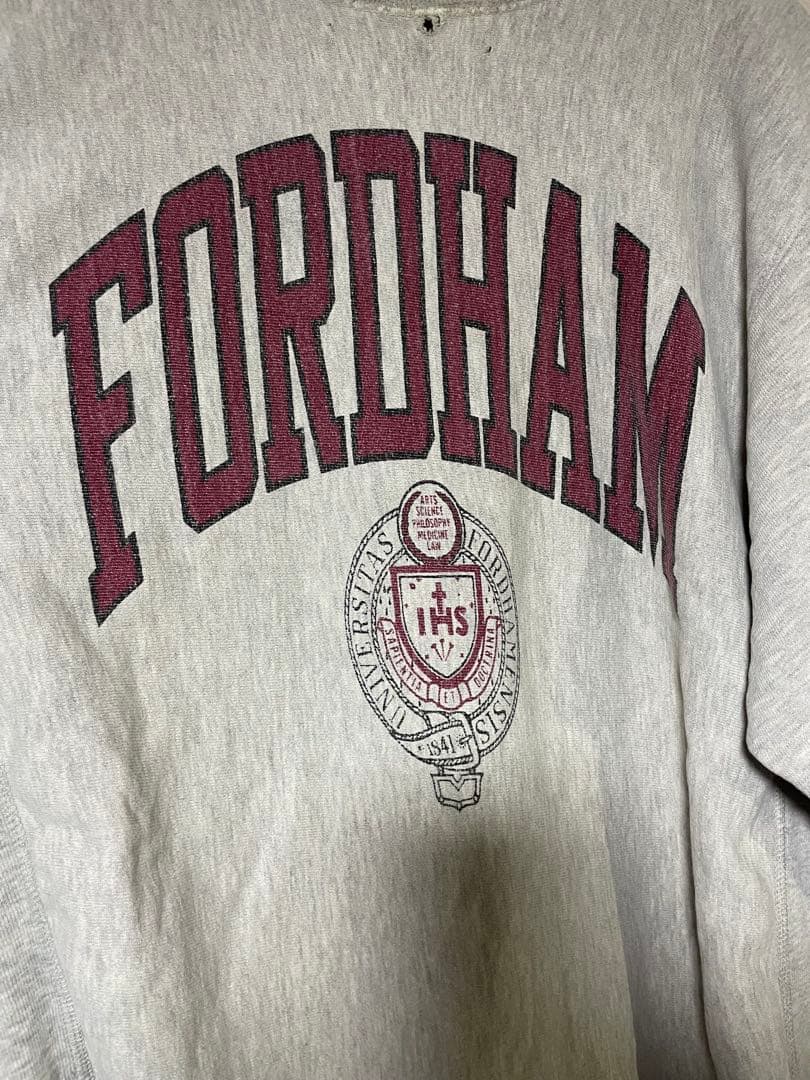 FORDHAM
ARTS
SCIENCE
PHILOSOPHY
MEDICINE
LAW
UNIVERSITAS FORDHAMENSIS
IHS
SAPIENTIA ET DOCTRINA
1841